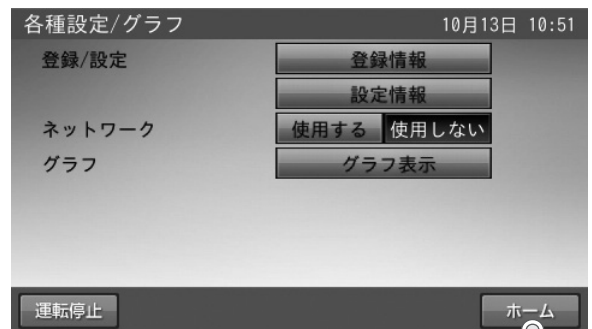 各種設定/グラフ 10月13日 10:51
登録/設定 登録情報
設定情報
ネットワーク 使用する 使用しない
グラフ グラフ表示
運転停止 ホーム